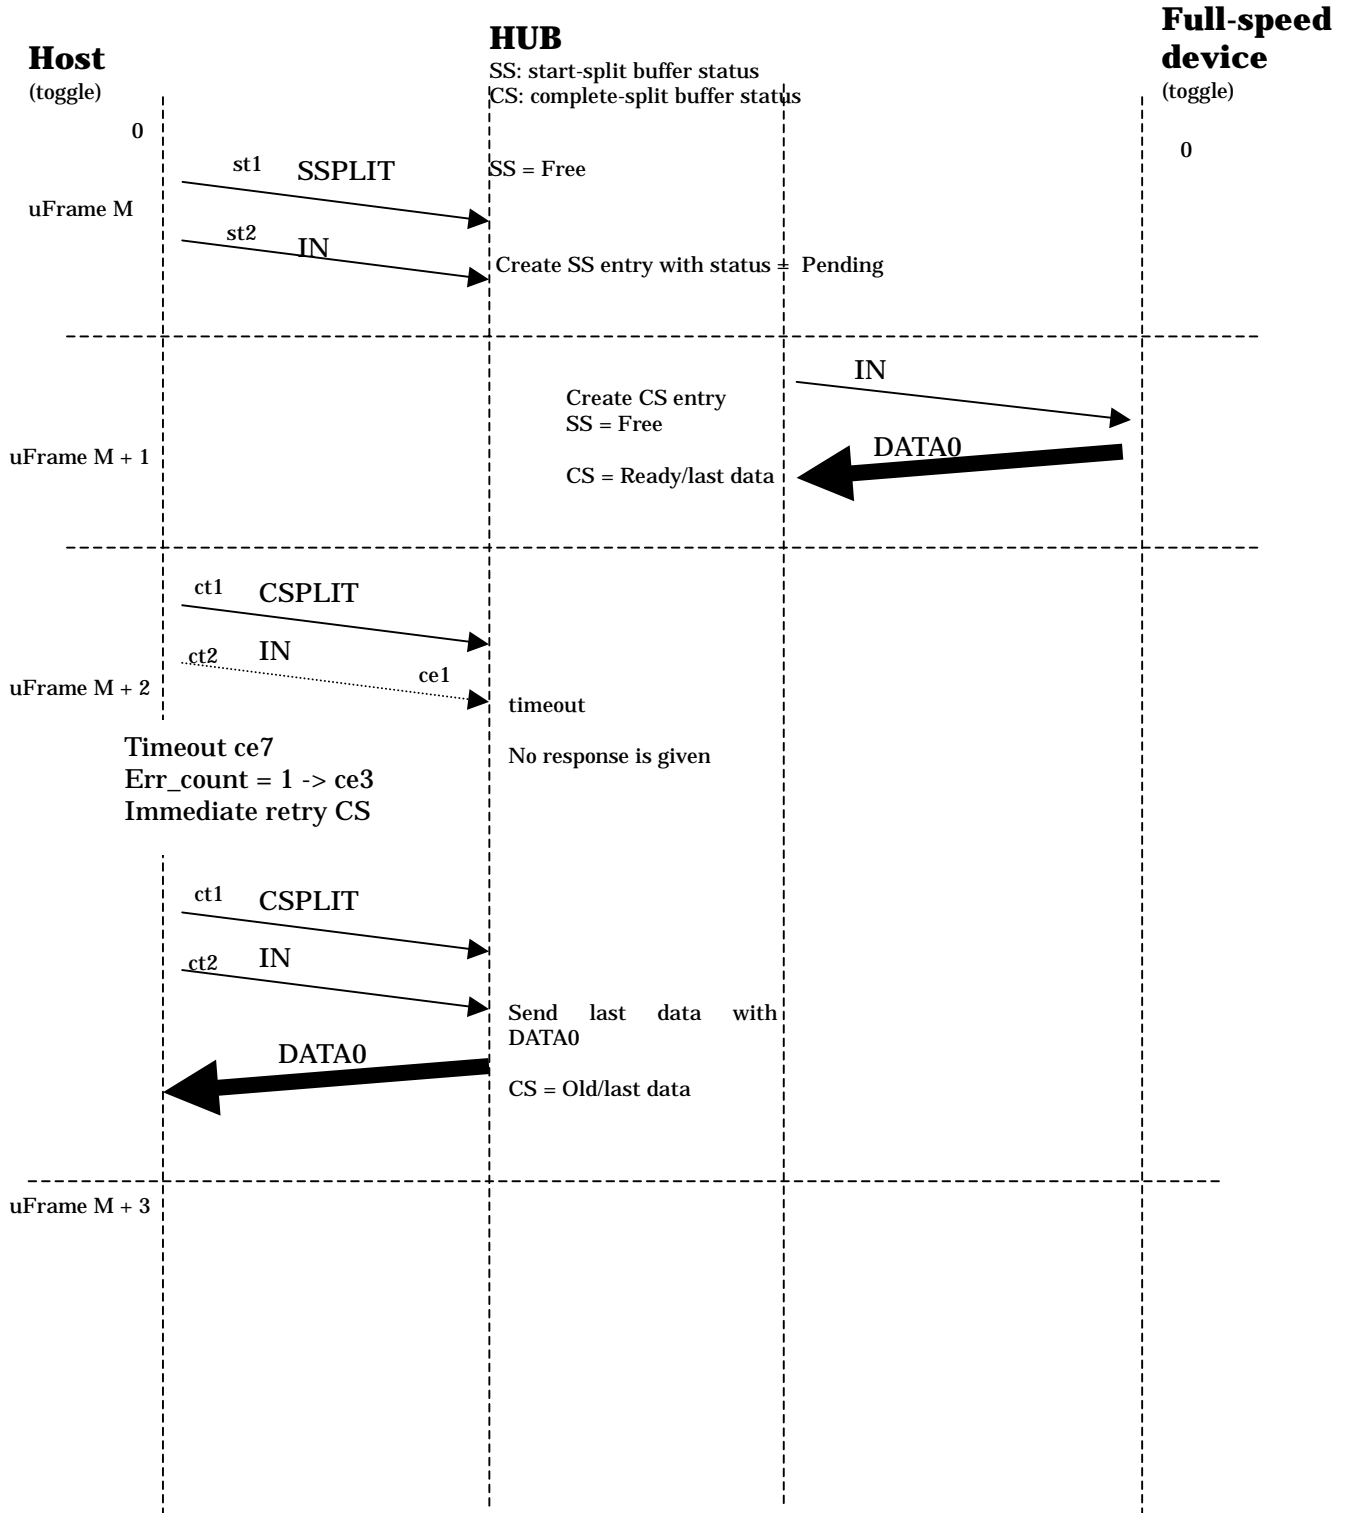 Host
(toggle)
HUB
SS: start-split buffer status
CS: complete-split buffer status
Full-speed
device
(toggle)
0
0
st1 SSPLIT
SS = Free
uFrame M
st2 IN
Create SS entry with status = Pending
IN
Create CS entry
SS = Free
DATA0
uFrame M + 1
CS = Ready/last data
ct1 CSPLIT
ct2 IN
ce1
uFrame M + 2
timeout
Timeout ce7
Err_count = 1 -> ce3
Immediate retry CS
No response is given
ct1 CSPLIT
ct2 IN
Send last data with
DATA0
DATA0
CS = Old/last data
uFrame M + 3